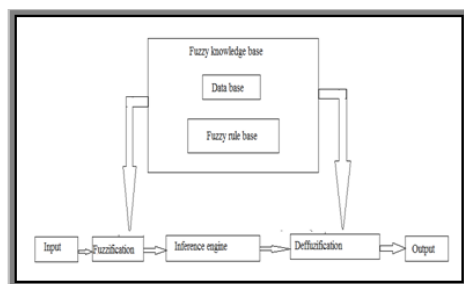 Fuzzy knowledge base
Data base
Fuzzy rule base
Input
Fuzzification
Inference engine
Deffuzification
Output